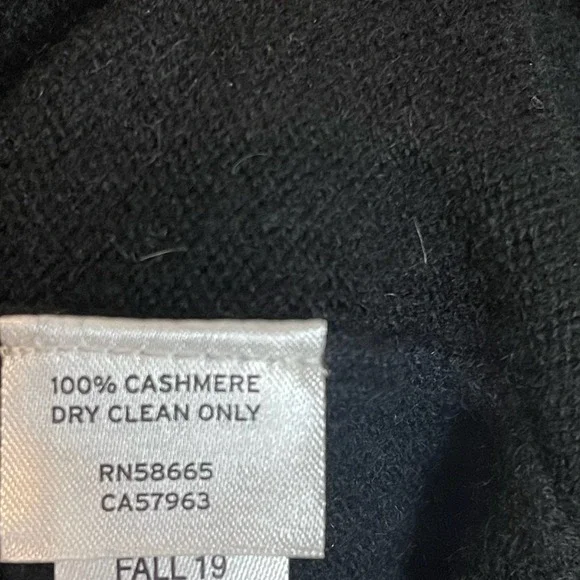 100% CASHMERE
DRY CLEAN ONLY
RN58665
CA57963
FALL 19